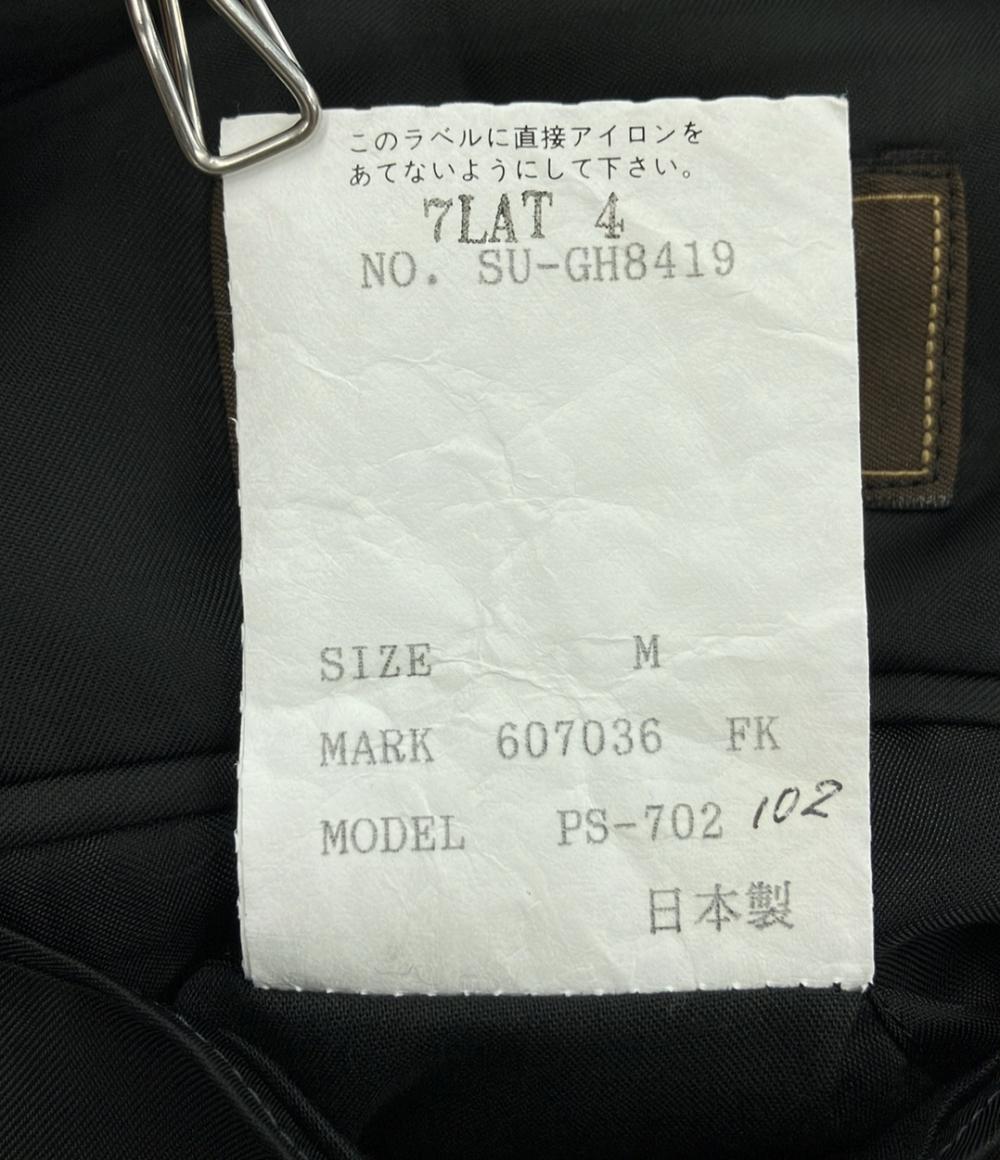 このラベルに直接アイロンを
あてないようにして下さい。
7LAT 4
NO. SU-GH8419
SIZE M
MARK 607036 FK
MODEL PS-702 102
日本製